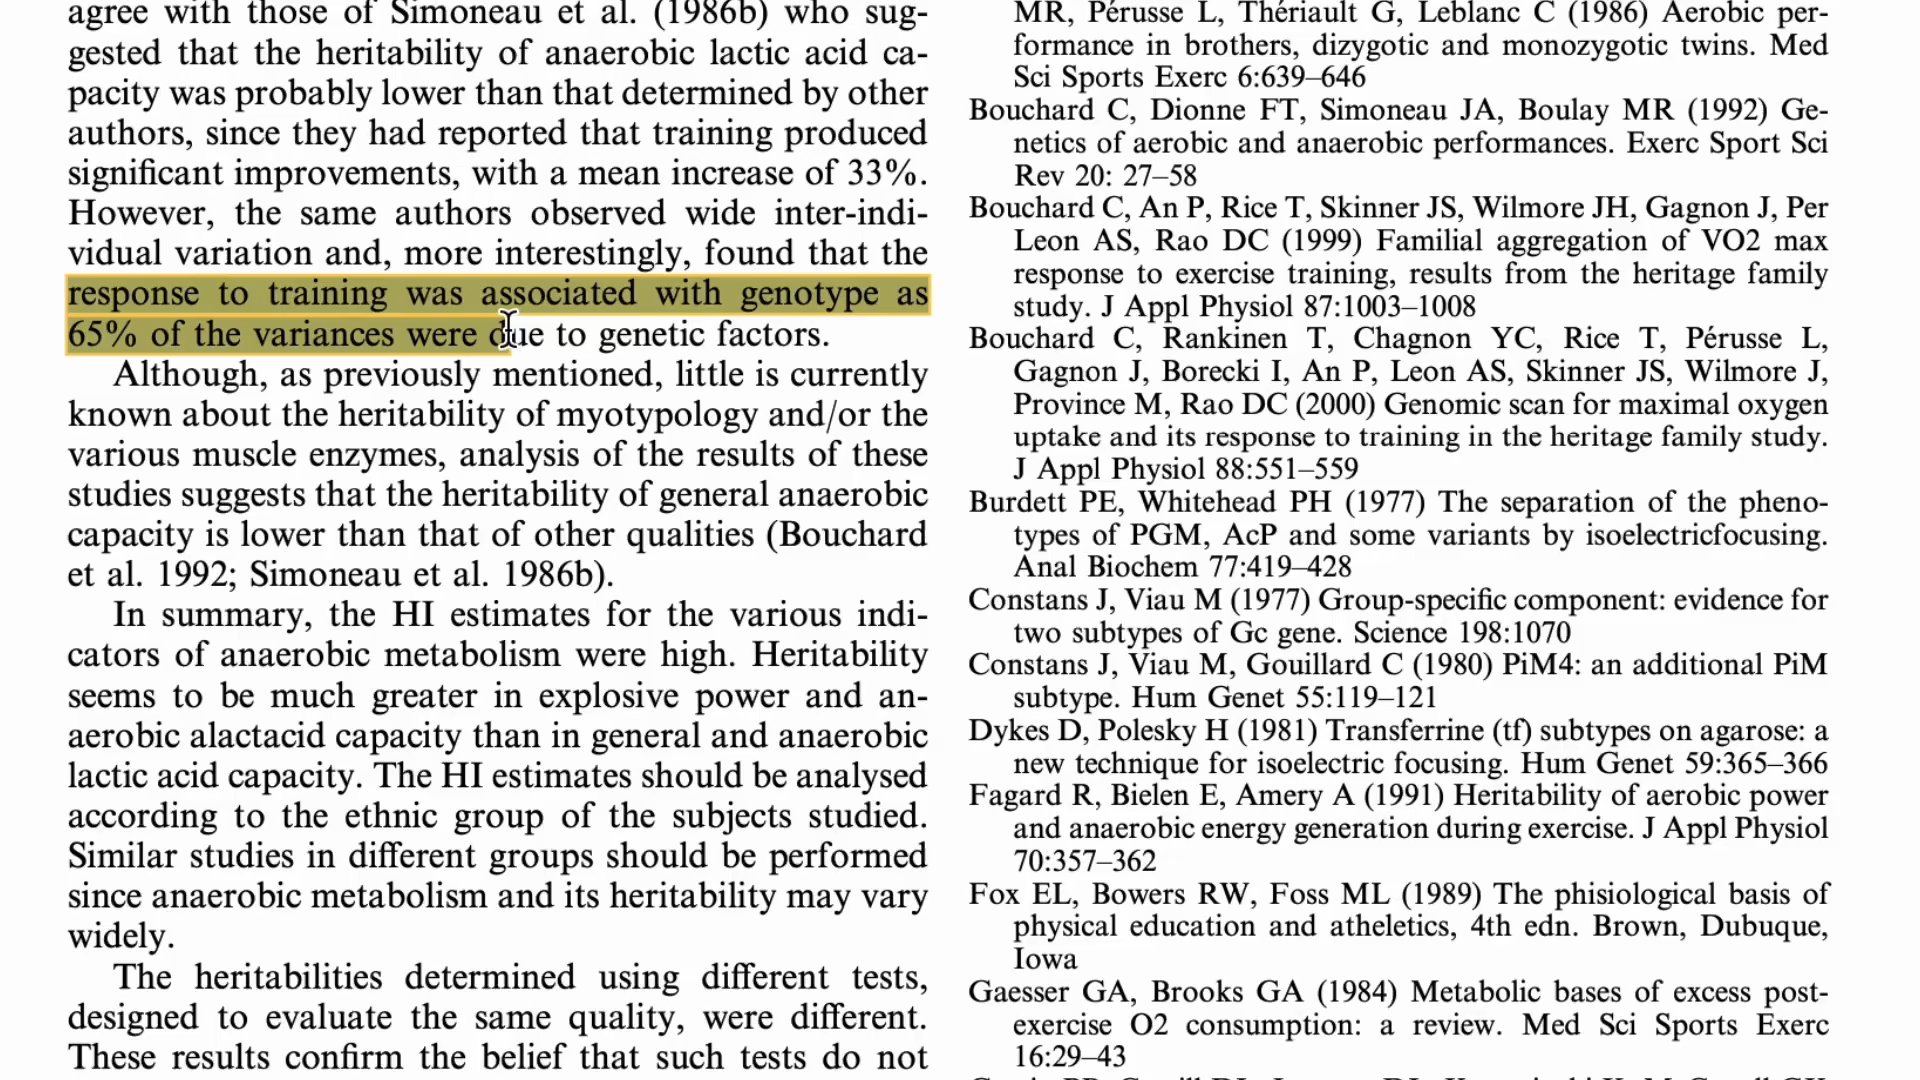 agree with those of Simoneau et al. (1986b) who sug-
gested that the heritability of anaerobic lactic acid ca-
pacity was probably lower than that determined by other
authors, since they had reported that training produced
significant improvements, with a mean increase of 33%.
However, the same authors observed wide inter-indi-
vidual variation and, more interestingly, found that the
response to training was associated with genotype as
65% of the variances were due to genetic factors.
Although, as previously mentioned, little is currently
known about the heritability of myotypology and/or the
various muscle enzymes, analysis of the results of these
studies suggests that the heritability of general anaerobic
capacity is lower than that of other qualities (Bouchard
et al. 1992; Simoneau et al. 1986b).
In summary, the HI estimates for the various indi-
cators of anaerobic metabolism were high. Heritability
seems to be much greater in explosive power and an-
aerobic alactacid capacity than in general and anaerobic
lactic acid capacity. The HI estimates should be analysed
according to the ethnic group of the subjects studied.
Similar studies in different groups should be performed
since anaerobic metabolism and its heritability may vary
widely.
The heritabilities determined using different tests,
designed to evaluate the same quality, were different.
These results confirm the belief that such tests do not
MR, Pérusse L, Thériault G, Leblanc C (1986) Aerobic per-
formance in brothers, dizygotic and monozygotic twins. Med
Sci Sports Exerc 6:639–646
Bouchard C, Dionne FT, Simoneau JA, Boulay MR (1992) Ge-
netics of aerobic and anaerobic performances. Exerc Sport Sci
Rev 20: 27–58
Bouchard C, An P, Rice T, Skinner JS, Wilmore JH, Gagnon J, Per
Leon AS, Rao DC (1999) Familial aggregation of VO2 max
response to exercise training, results from the heritage family
study. J Appl Physiol 87:1003–1008
Bouchard C, Rankinen T, Chagnon YC, Rice T, Pérusse L,
Gagnon J, Borecki I, An P, Leon AS, Skinner JS, Wilmore J,
Province M, Rao DC (2000) Genomic scan for maximal oxygen
uptake and its response to training in the heritage family study.
J Appl Physiol 88:551–559
Burdett PE, Whitehead PH (1977) The separation of the pheno-
types of PGM, AcP and some variants by isoelectricfocusing.
Anal Biochem 77:419–428
Constans J, Viau M (1977) Group-specific component: evidence for
two subtypes of Gc gene. Science 198:1070
Constans J, Viau M, Gouillard C (1980) PiM4: an additional PiM
subtype. Hum Genet 55:119–121
Dykes D, Polesky H (1981) Transferrine (tf) subtypes on agarose: a
new technique for isoelectric focusing. Hum Genet 59:365–366
Fagard R, Bielen E, Amery A (1991) Heritability of aerobic power
and anaerobic energy generation during exercise. J Appl Physiol
70:357–362
Fox EL, Bowers RW, Foss ML (1989) The phisiological basis of
physical education and atheletics, 4th edn. Brown, Dubuque,
Iowa
Gaesser GA, Brooks GA (1984) Metabolic bases of excess post-
exercise O2 consumption: a review. Med Sci Sports Exerc
16:29–43